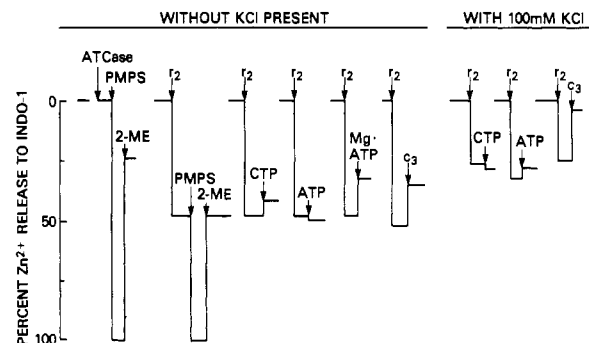 WITHOUT KCl PRESENT
WITH 100mM KCl
ATCase
PMPS
2-ME
r2
PMPS
2-ME
r2
CTP
r2
ATP
r2
Mg·
ATP
r2
c3
r2
CTP
r2
ATP
r2
c3
0
50
100
PERCENT Zn2+ RELEASE TO INDO-1